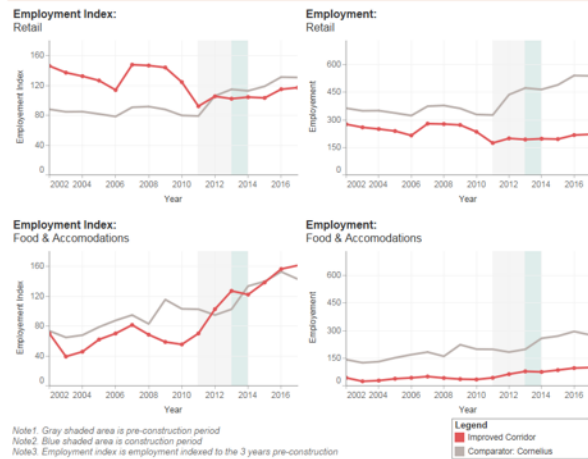 Employment Index:
Retail
Employment Index
160
120
80
40
0
2002 2004 2006 2008 2010 2012 2014 2016
Year
Employment:
Retail
Employment
600
450
300
150
0
2002 2004 2006 2008 2010 2012 2014 2016
Year
Employment Index:
Food & Accomodations
Employment Index
160
120
80
40
0
2002 2004 2006 2008 2010 2012 2014 2016
Year
Employment:
Food & Accomodations
Employment
600
450
300
150
0
2002 2004 2006 2008 2010 2012 2014 2016
Year
Note1. Gray shaded area is pre-construction period
Note2. Blue shaded area is construction period
Note3. Employment index is employment indexed to the 3 years pre-construction
Legend
Improved Corridor
Comparator: Cornelius